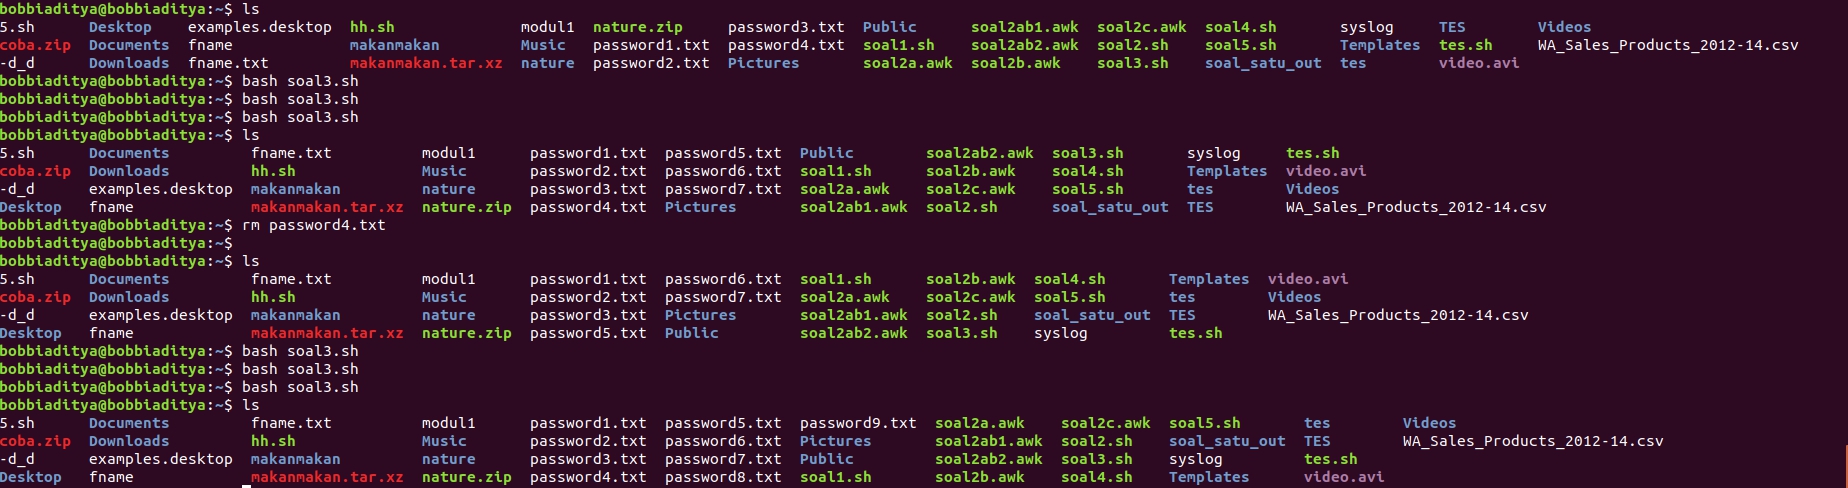 bobbiaditya@bobbiaditya:~$ ls
5.sh Desktop examples.desktop hh.sh modul1 nature.zip password3.txt Public soal2ab1.awk soal2c.awk soal4.sh syslog TES Videos
coba.zip Documents fname makanmakan Music password1.txt password4.txt soal1.sh soal2ab2.awk soal2.sh soal5.sh Templates tes.sh WA_Sales_Products_2012-14.csv
-d_d Downloads fname.txt makanmakan.tar.xz nature password2.txt Pictures soal2a.awk soal2b.awk soal3.sh soal_satu_out tes video.avi
bobbiaditya@bobbiaditya:~$ bash soal3.sh
bobbiaditya@bobbiaditya:~$ bash soal3.sh
bobbiaditya@bobbiaditya:~$ bash soal3.sh
bobbiaditya@bobbiaditya:~$ ls
5.sh Documents fname.txt modul1 password1.txt password5.txt Public soal2ab2.awk soal3.sh syslog tes.sh
coba.zip Downloads hh.sh Music password2.txt password6.txt soal1.sh soal2b.awk soal4.sh Templates video.avi
-d_d examples.desktop makanmakan nature password3.txt password7.txt soal2a.awk soal2c.awk soal5.sh tes Videos
Desktop fname makanmakan.tar.xz nature.zip password4.txt Pictures soal2ab1.awk soal2.sh soal_satu_out TES WA_Sales_Products_2012-14.csv
bobbiaditya@bobbiaditya:~$ rm password4.txt
bobbiaditya@bobbiaditya:~$
bobbiaditya@bobbiaditya:~$ ls
5.sh Documents fname.txt modul1 password1.txt password6.txt soal1.sh soal2b.awk soal4.sh Templates video.avi
coba.zip Downloads hh.sh Music password2.txt password7.txt soal2a.awk soal2c.awk soal5.sh tes Videos
-d_d examples.desktop makanmakan nature password3.txt Pictures soal2ab1.awk soal2.sh soal_satu_out TES WA_Sales_Products_2012-14.csv
Desktop fname makanmakan.tar.xz nature.zip password5.txt Public soal2ab2.awk soal3.sh syslog tes.sh
bobbiaditya@bobbiaditya:~$ bash soal3.sh
bobbiaditya@bobbiaditya:~$ bash soal3.sh
bobbiaditya@bobbiaditya:~$ bash soal3.sh
bobbiaditya@bobbiaditya:~$ ls
5.sh Documents fname.txt modul1 password1.txt password5.txt password9.txt soal2a.awk soal2c.awk soal5.sh tes Videos
coba.zip Downloads hh.sh Music password2.txt password6.txt Pictures soal2ab1.awk soal2.sh soal_satu_out TES WA_Sales_Products_2012-14.csv
-d_d examples.desktop makanmakan nature password3.txt password7.txt Public soal2ab2.awk soal3.sh syslog tes.sh
Desktop fname makanmakan.tar.xz nature.zip password4.txt password8.txt soal1.sh soal2b.awk soal4.sh Templates video.avi